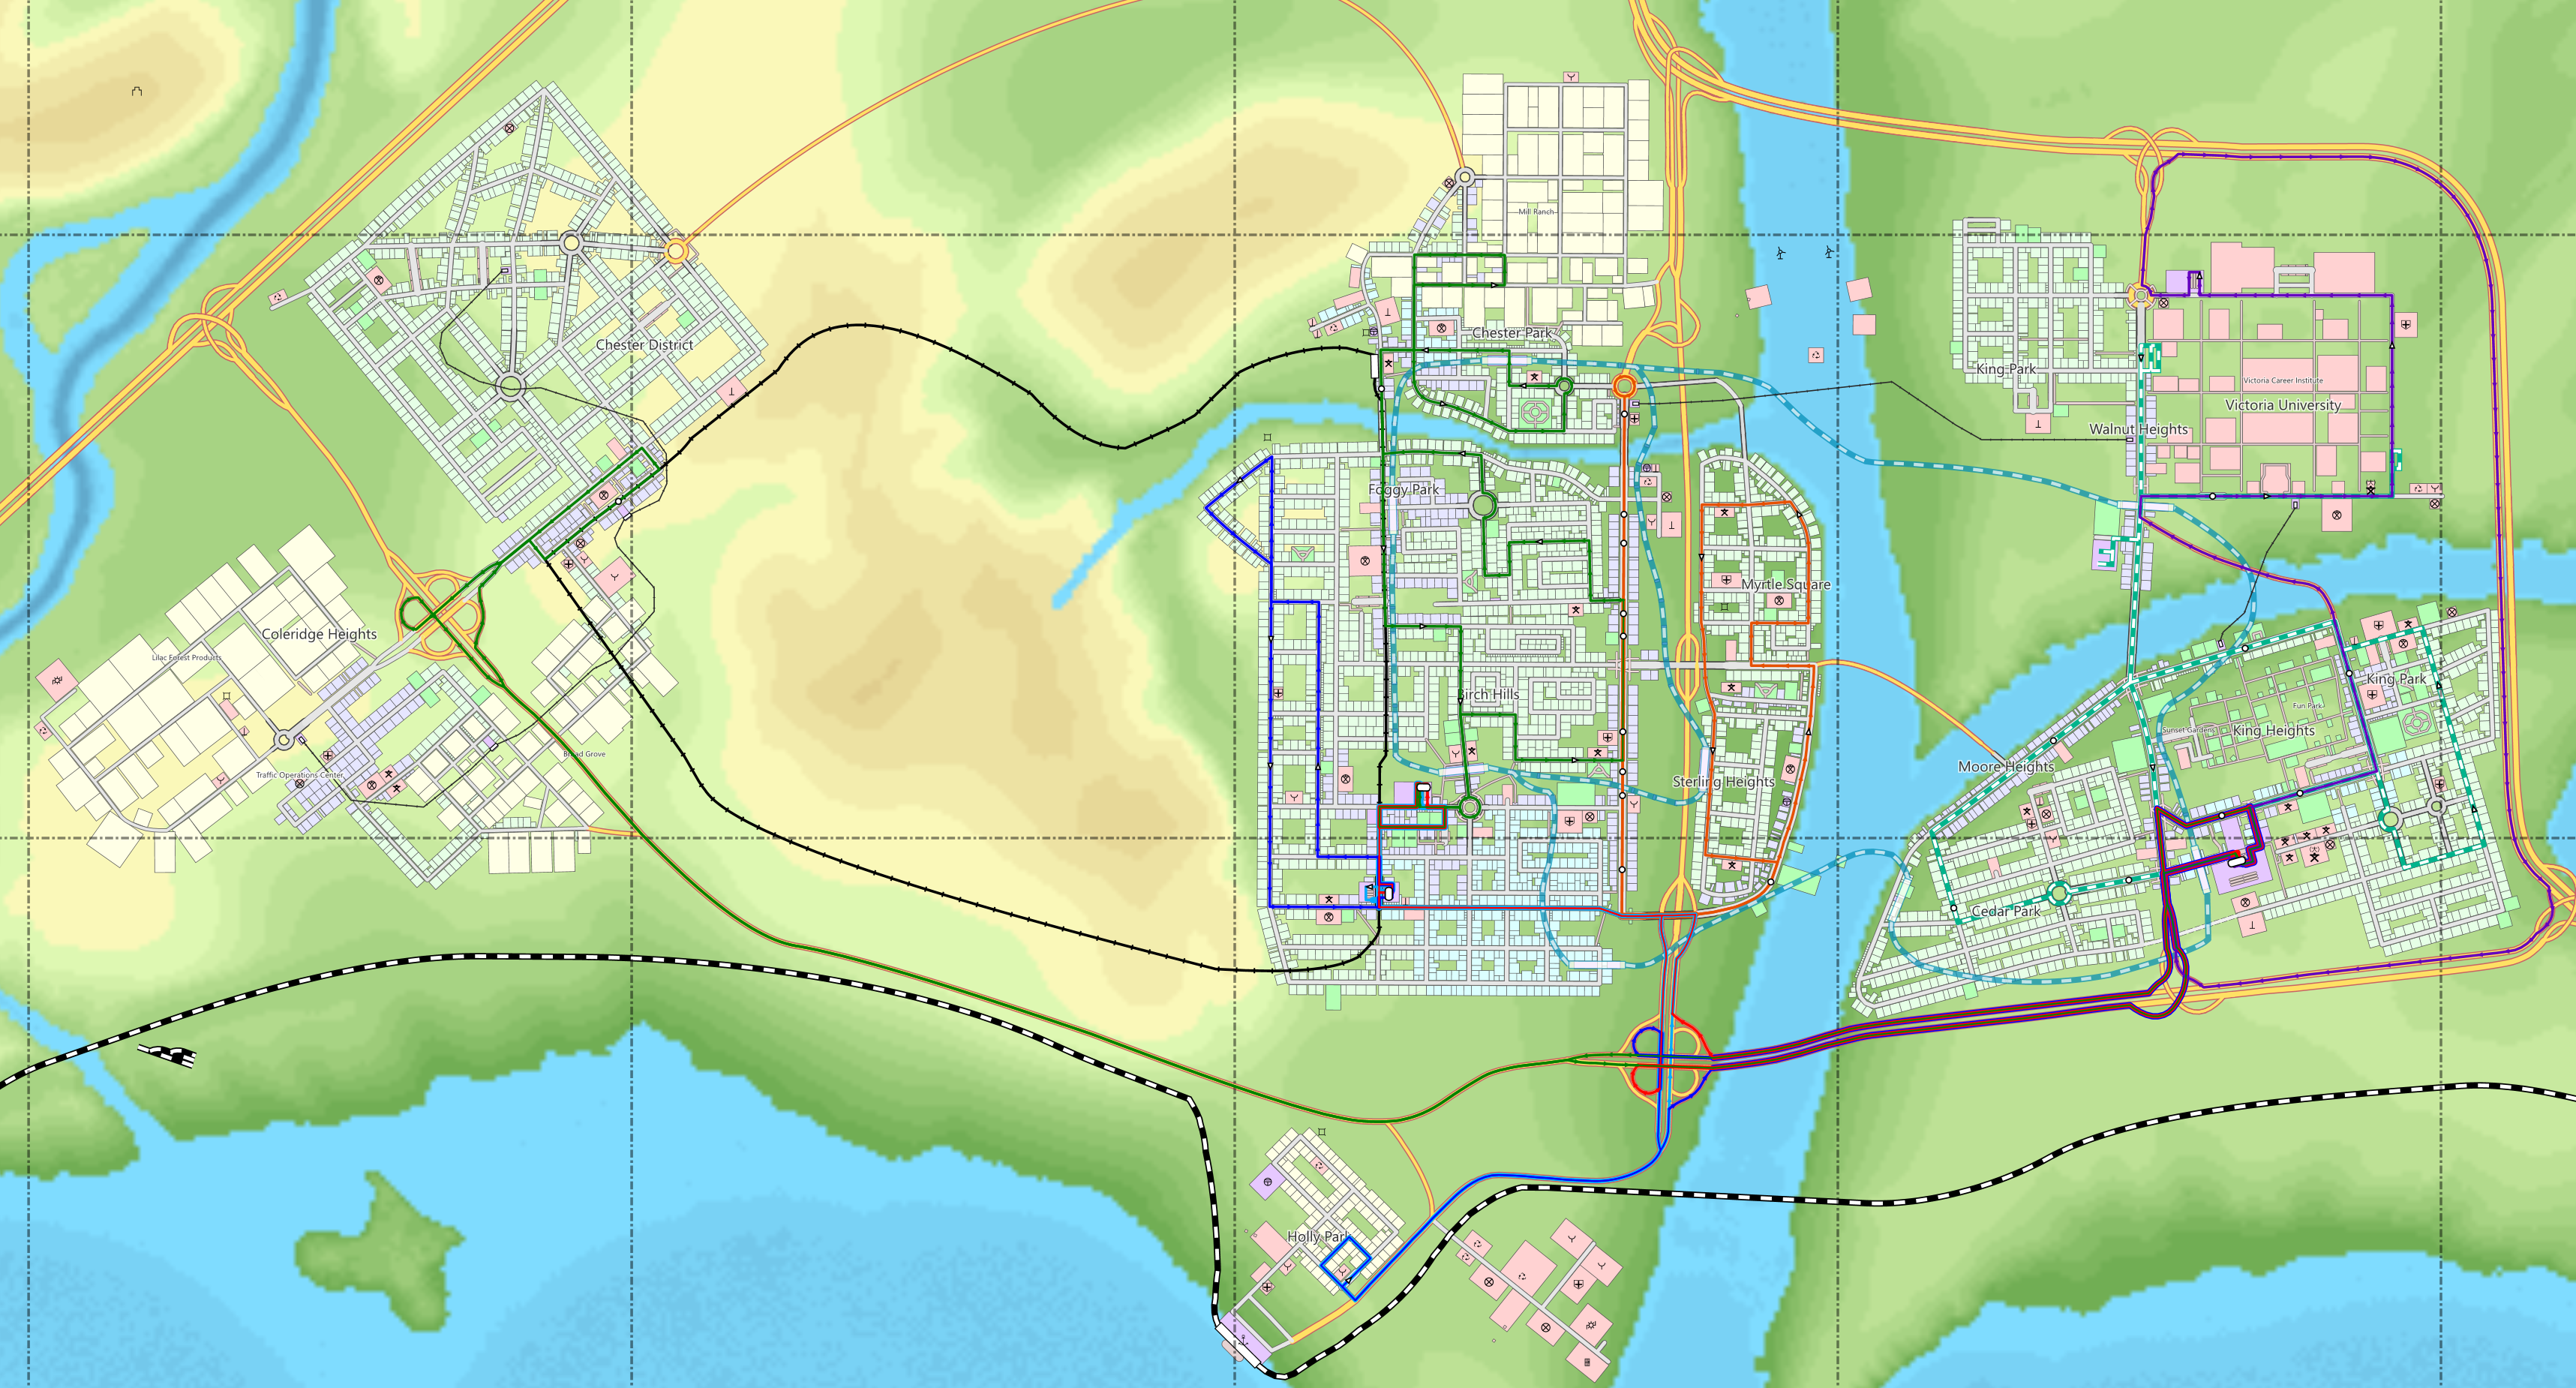 Mill Ranch
Chester Park
Chester District
King Park
Victoria Career Institute
Victoria University
Walnut Heights
Foggy Park
Myrtle Square
Coleridge Heights
Lilac Forest Products
Birch Hills
King Park
Fun Park
Sunset Gardens
King Heights
Broad Grove
Traffic Operations Center
Moore Heights
Sterling Heights
Cedar Park
Holly Park